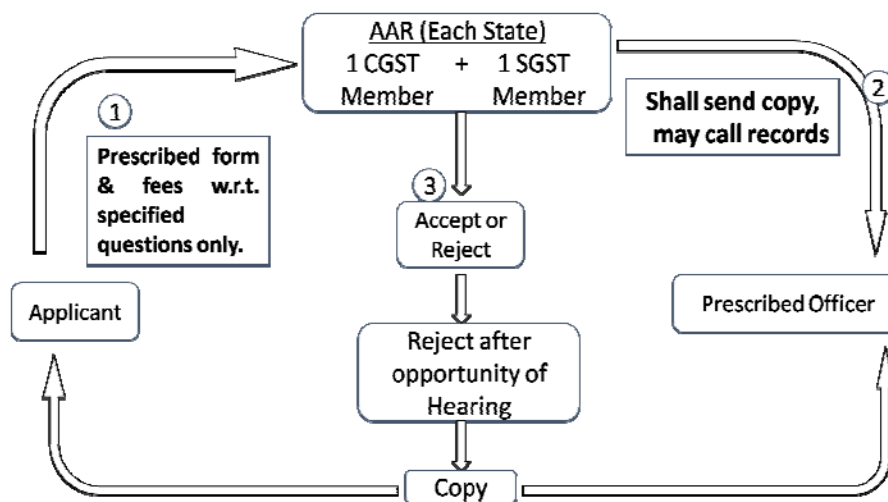 AAR (Each State)
1 CGST + 1 SGST
Member Member
1
Prescribed form
& fees w.r.t.
specified
questions only.
2
Shall send copy,
may call records
3
Accept or
Reject
Applicant
Prescribed Officer
Reject after
opportunity of
Hearing
Copy